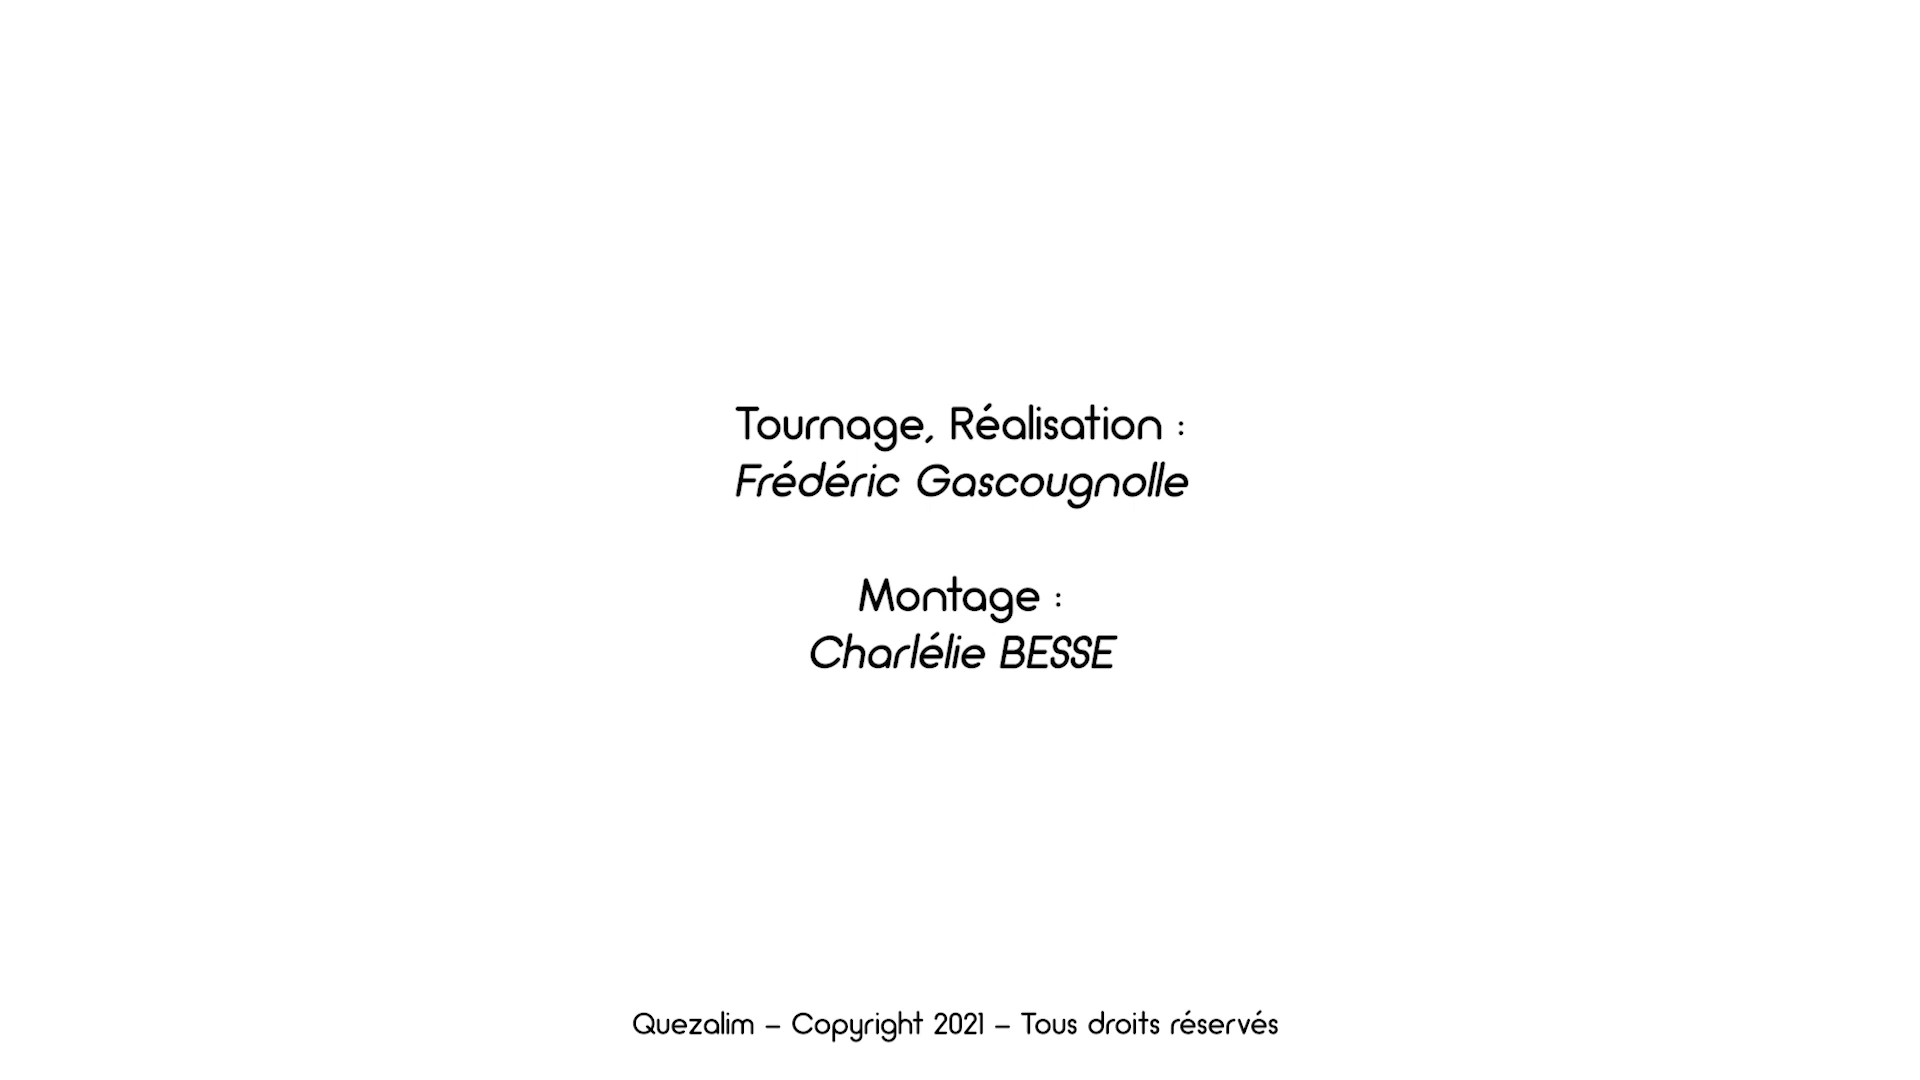 Tournage, Réalisation :
Frédéric Gascougnolle
Montage :
Charlélie BESSE
Quezalim – Copyright 2021 – Tous droits réservés